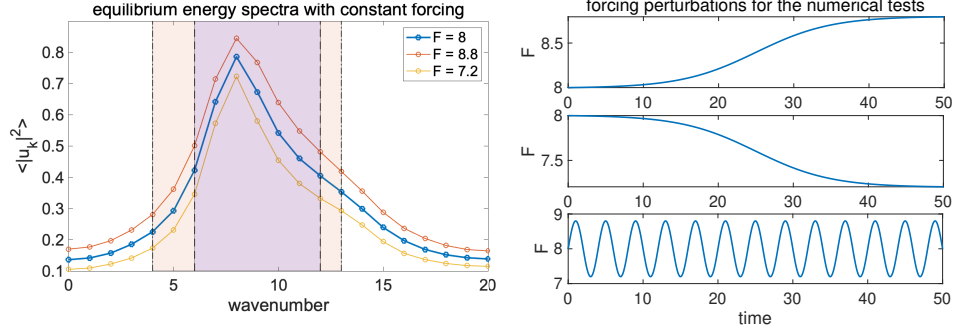 equilibrium energy spectra with constant forcing
<|u_k|^2>
0.8
0.7
0.6
0.5
0.4
0.3
0.2
0.1
0 5 10 15 20
wavenumber
F = 8
F = 8.8
F = 7.2
forcing perturbations for the numerical tests
F
8.5
8
0 10 20 30 40 50
F
8
7.5
0 10 20 30 40 50
F
9
8
7
0 10 20 30 40 50
time